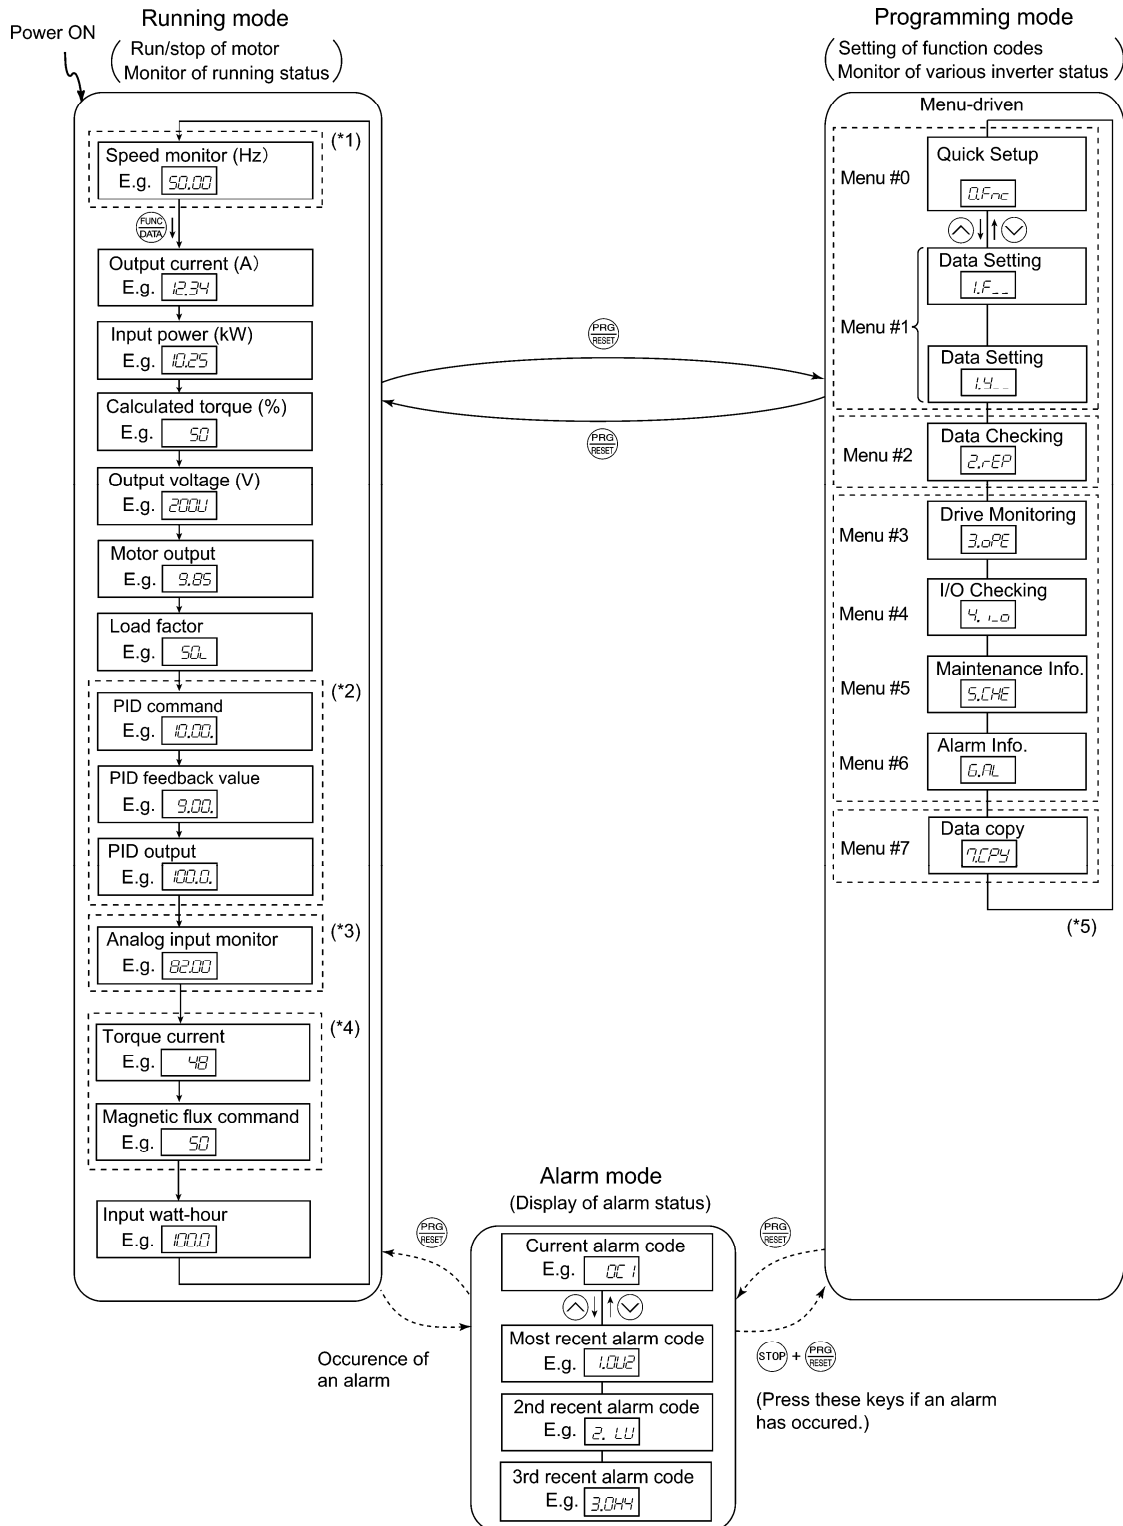 Power ON
Running mode
Run/stop of motor
Monitor of running status
(*1)
Speed monitor (Hz)
E.g. 50.00
FUNC
DATA
Output current (A)
E.g. 12.34
Input power (kW)
E.g. 10.25
Calculated torque (%)
E.g. 50
Output voltage (V)
E.g. 200U
Motor output
E.g. 9.85
Load factor
E.g. 50L
(*2)
PID command
E.g. 10.00.
PID feedback value
E.g. 9.00.
PID output
E.g. 100.0.
(*3)
Analog input monitor
E.g. 82.00
(*4)
Torque current
E.g. 48
Magnetic flux command
E.g. 50
Input watt-hour
E.g. 100.0
PRG
RESET
PRG
RESET
Programming mode
Setting of function codes
Monitor of various inverter status
Menu-driven
Menu #0
Quick Setup
0.Fnc
Menu #1
Data Setting
1.F__
Data Setting
1.y__
Menu #2
Data Checking
2.rEP
Menu #3
Drive Monitoring
3.oPE
Menu #4
I/O Checking
4.i_o
Menu #5
Maintenance Info.
5.CHE
Menu #6
Alarm Info.
6.AL
Menu #7
Data copy
7.CPy
(*5)
Alarm mode
(Display of alarm status)
PRG
RESET
Occurence of
an alarm
Current alarm code
E.g. 0C1
Most recent alarm code
E.g. 1.0U2
2nd recent alarm code
E.g. 2. LU
3rd recent alarm code
E.g. 3.0H4
PRG
RESET
STOP + PRG
RESET
(Press these keys if an alarm
has occured.)